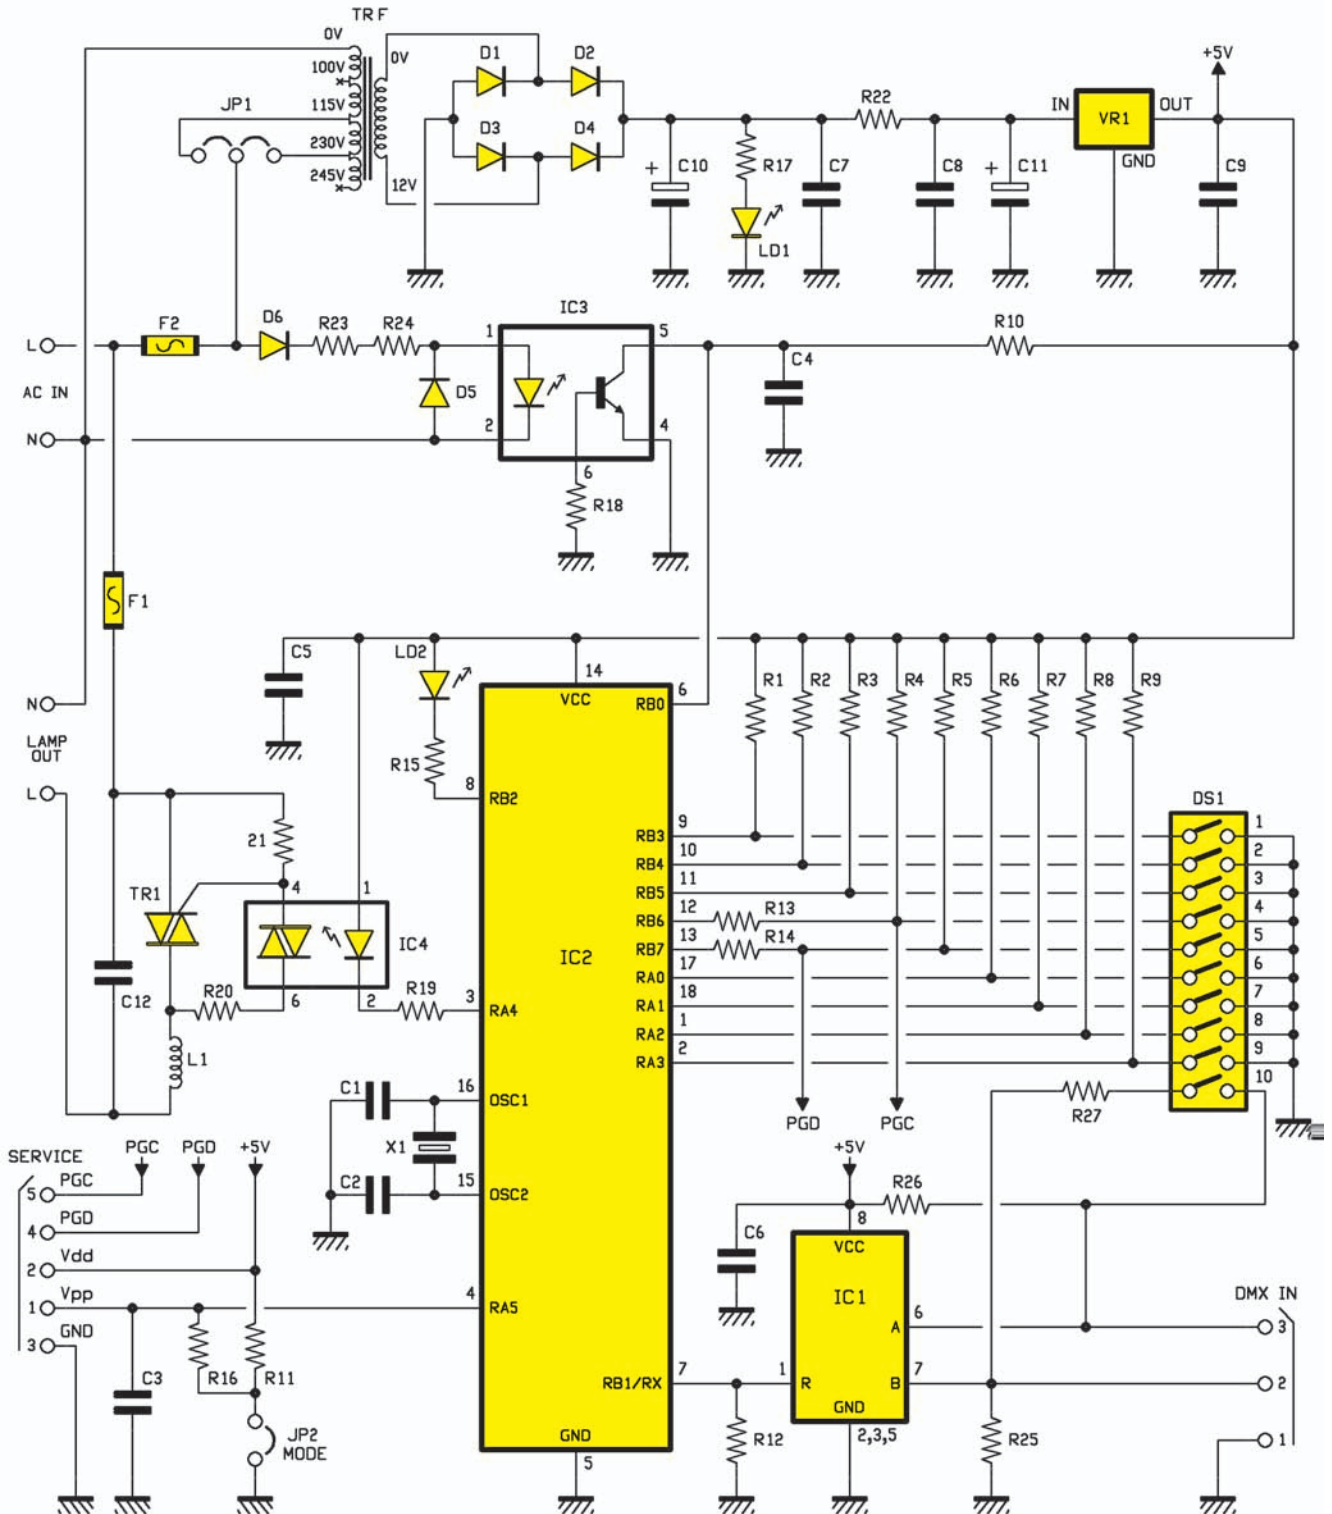 TRF
0V
100V
115V
230V
245V
0V
12V
JP1
D1
D2
D3
D4
R22
+5V
IN
VR1
OUT
GND
C10
+
R17
C7
C8
+
C11
C9
LD1
L
F2
D6
R23
R24
IC3
1
5
R10
AC IN
D5
C4
N
2
4
6
R18
F1
C5
LD2
14
VCC
RB0
6
R1
R2
R3
R4
R5
R6
R7
R8
R9
N
LAMP
OUT
L
R15
8
RB2
DS1
RB3
9
1
RB4
10
2
RB5
11
3
RB6
12
R13
4
RB7
13
R14
5
RA0
17
6
RA1
18
7
RA2
1
8
RA3
2
9
10
21
4
1
TR1
IC4
IC2
C12
R20
6
2
R19
3
RA4
L1
C1
16
OSC1
X1
C2
15
OSC2
PGD
PGC
R27
SERVICE
PGC
PGD
+5V
5
PGC
4
PGD
2
Vdd
1
Vpp
3
GND
4
RA5
+5V
R26
C6
8
VCC
IC1
A
6
DMX IN
3
C3
R16
R11
RB1/RX
7
1
R
B
7
2
GND
2,3,5
JP2
MODE
GND
5
R12
R25
1